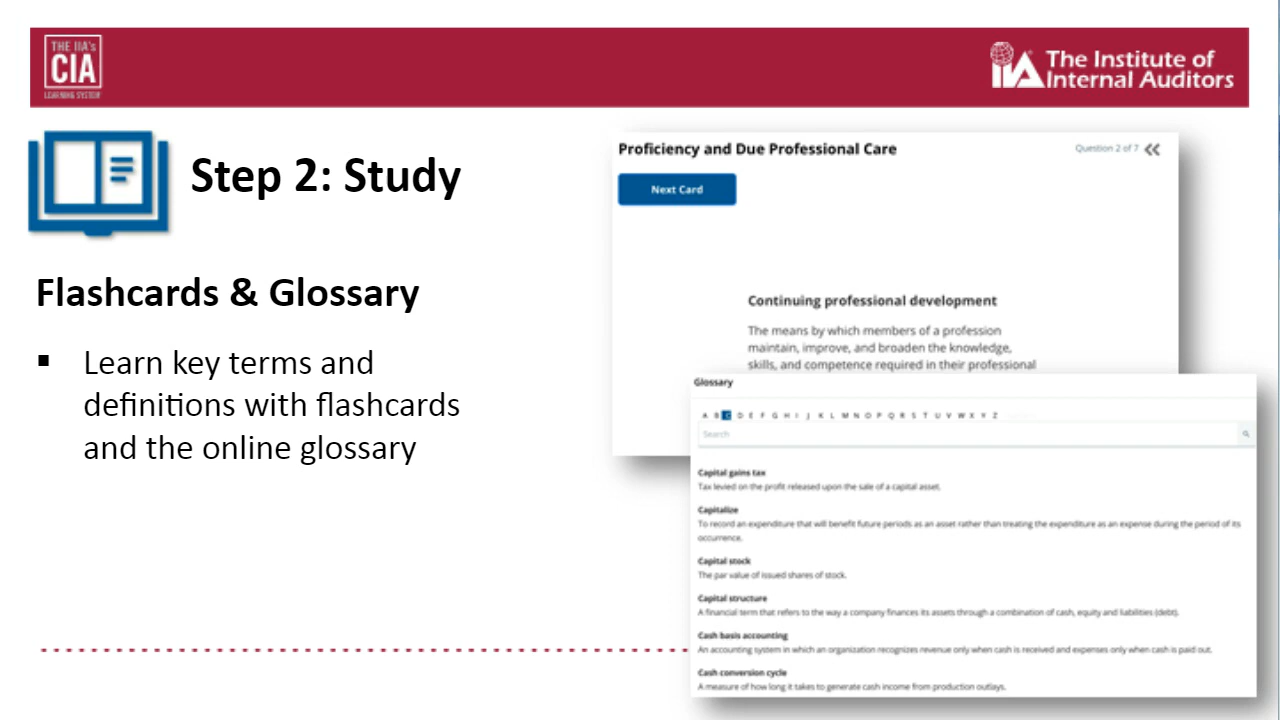 THE IIA's
CIA
LEARNING SYSTEM
The Institute of
Internal Auditors
Step 2: Study
Flashcards & Glossary
▪ Learn key terms and
definitions with flashcards
and the online glossary
Proficiency and Due Professional Care
Question 2 of 7
Next Card
Continuing professional development
The means by which members of a profession
maintain, improve, and broaden the knowledge,
skills, and competence required in their professional
Glossary
A B C D E F G H I J K L M N O P Q R S T U V W X Y Z
Search
Capital gains tax
Tax levied on the profit released upon the sale of a capital asset.
Capitalize
To record an expenditure that will benefit future periods as an asset rather than treating the expenditure as an expense during the period of its
occurrence.
Capital stock
The par value of issued shares of stock.
Capital structure
A financial term that refers to the way a company finances its assets through a combination of cash, equity and liabilities (debt).
Cash basis accounting
An accounting system in which an organization recognizes revenue only when cash is received and expenses only when cash is paid out.
Cash conversion cycle
A measure of how long it takes to generate cash income from production outlays.